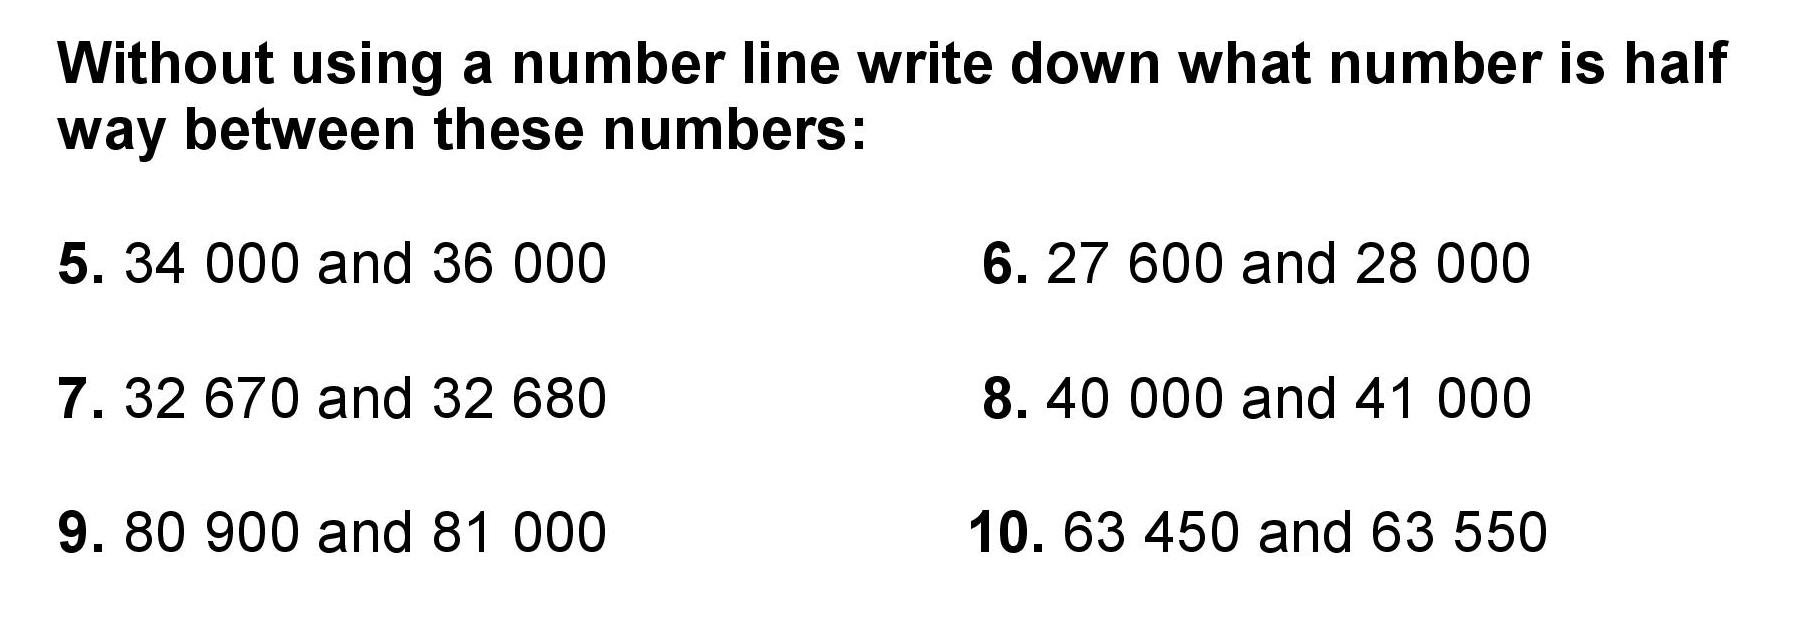 Without using a number line write down what number is half
way between these numbers:
5. 34 000 and 36 000
6. 27 600 and 28 000
7. 32 670 and 32 680
8. 40 000 and 41 000
9. 80 900 and 81 000
10. 63 450 and 63 550